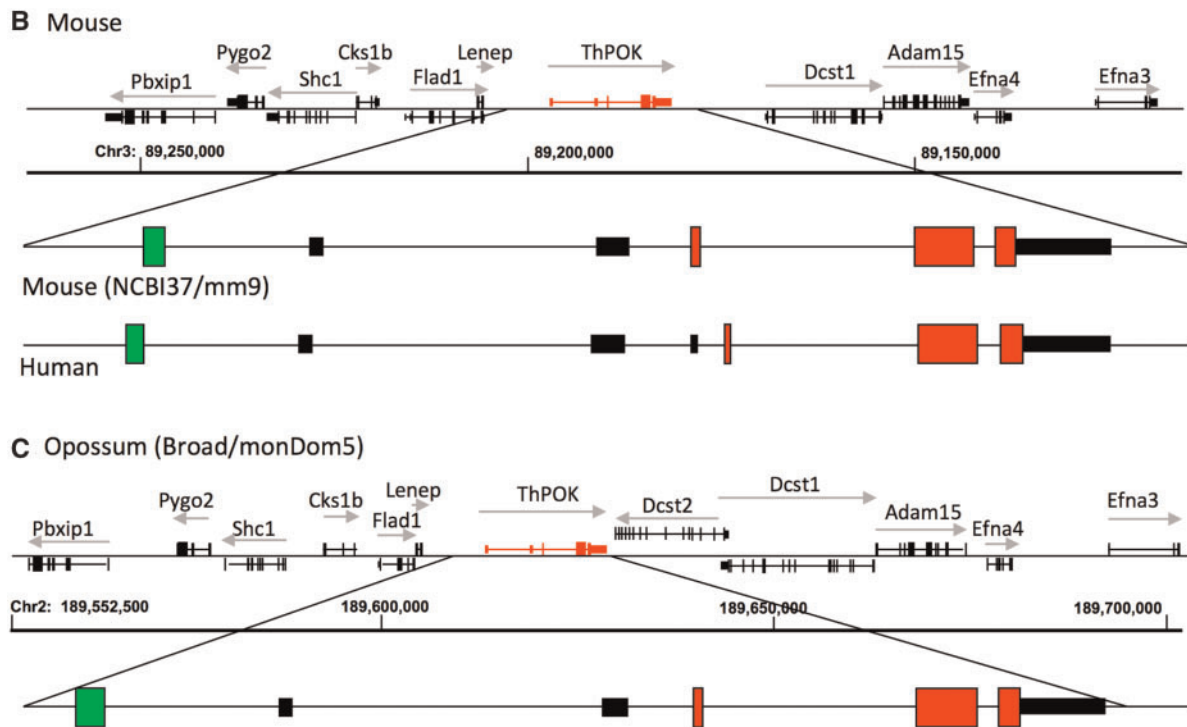 B Mouse
Pygo2 Cks1b Lenep ThPOK Adam15
Pbxip1 Shc1 Flad1 Dcst1 Efna4 Efna3
Chr3: 89,250,000 89,200,000 89,150,000
Mouse (NCBI37/mm9)
Human
C Opossum (Broad/monDom5)
Pygo2 Cks1b Lenep ThPOK Dcst2 Dcst1 Efna3
Pbxip1 Shc1 Flad1 Adam15 Efna4
Chr2: 189,552,500 189,600,000 189,650,000 189,700,000